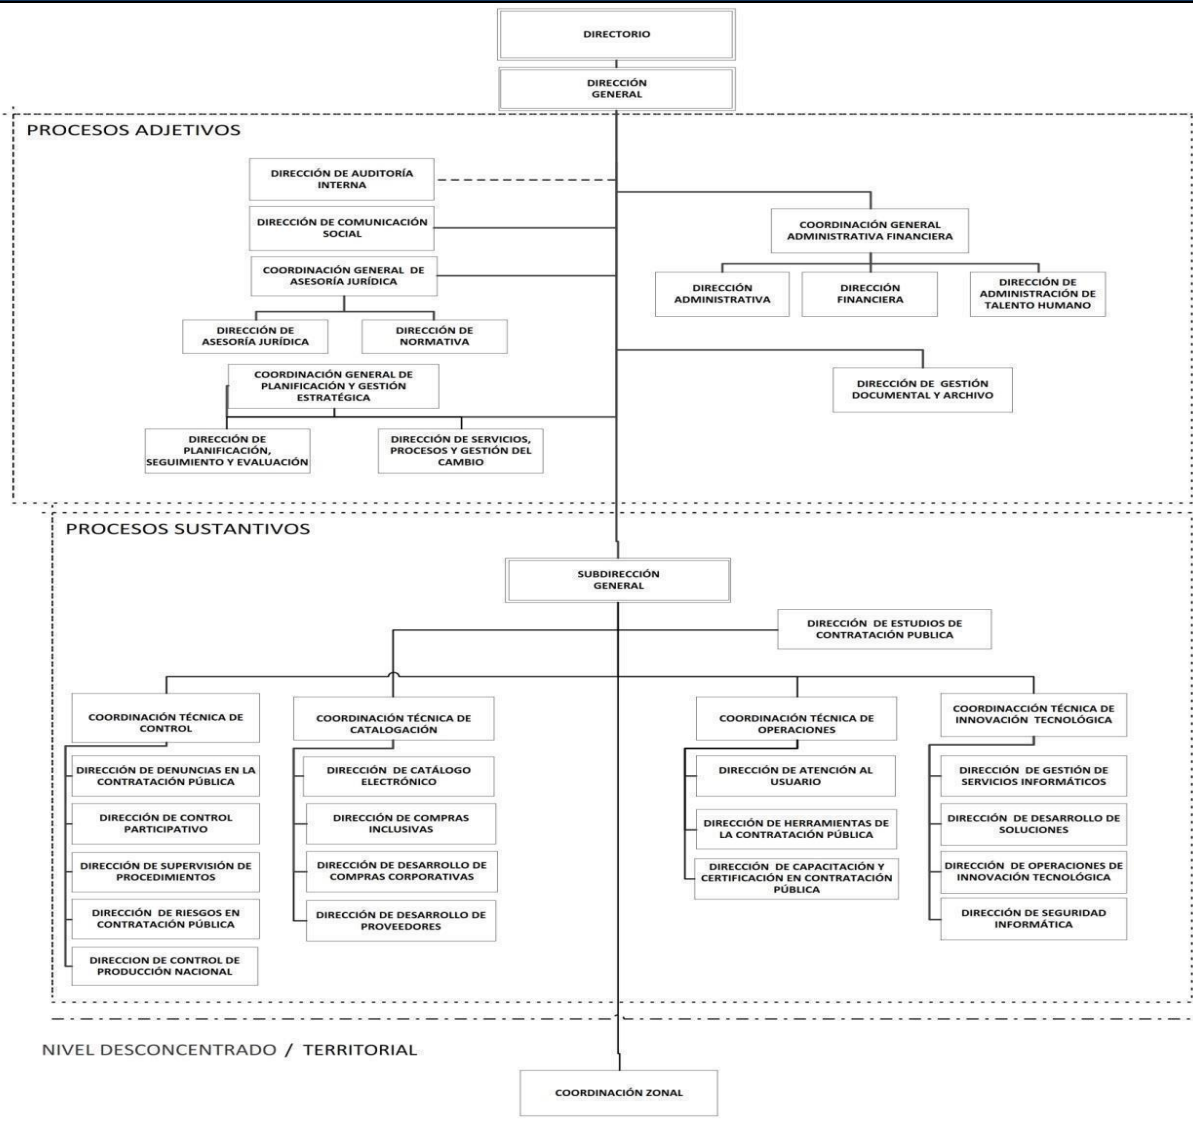 DIRECTORIO
DIRECCIÓN
GENERAL
PROCESOS ADJETIVOS
DIRECCIÓN DE AUDITORÍA
INTERNA
DIRECCIÓN DE COMUNICACIÓN
SOCIAL
COORDINACIÓN GENERAL DE
ASESORÍA JURÍDICA
DIRECCIÓN DE
ASESORÍA JURÍDICA
DIRECCIÓN DE
NORMATIVA
COORDINACIÓN GENERAL DE
PLANIFICACIÓN Y GESTIÓN
ESTRATÉGICA
DIRECCIÓN DE
PLANIFICACIÓN,
SEGUIMIENTO Y EVALUACIÓN
DIRECCIÓN DE SERVICIOS,
PROCESOS Y GESTIÓN DEL
CAMBIO
COORDINACIÓN GENERAL
ADMINISTRATIVA FINANCIERA
DIRECCIÓN
ADMINISTRATIVA
DIRECCIÓN
FINANCIERA
DIRECCIÓN DE
ADMINISTRACIÓN DE
TALENTO HUMANO
DIRECCIÓN DE GESTIÓN
DOCUMENTAL Y ARCHIVO
PROCESOS SUSTANTIVOS
SUBDIRECCIÓN
GENERAL
DIRECCIÓN DE ESTUDIOS DE
CONTRATACIÓN PUBLICA
COORDINACIÓN TÉCNICA DE
CONTROL
DIRECCIÓN DE DENUNCIAS EN LA
CONTRATACIÓN PÚBLICA
DIRECCIÓN DE CONTROL
PARTICIPATIVO
DIRECCIÓN DE SUPERVISIÓN DE
PROCEDIMIENTOS
DIRECCIÓN DE RIESGOS EN
CONTRATACIÓN PÚBLICA
DIRECCION DE CONTROL DE
PRODUCCIÓN NACIONAL
COORDINACIÓN TÉCNICA DE
CATALOGACIÓN
DIRECCIÓN DE CATÁLOGO
ELECTRÓNICO
DIRECCIÓN DE COMPRAS
INCLUSIVAS
DIRECCIÓN DE DESARROLLO DE
COMPRAS CORPORATIVAS
DIRECCIÓN DE DESARROLLO DE
PROVEEDORES
COORDINACIÓN TÉCNICA DE
OPERACIONES
DIRECCIÓN DE ATENCIÓN AL
USUARIO
DIRECCIÓN DE HERRAMIENTAS DE
LA CONTRATACIÓN PÚBLICA
DIRECCIÓN DE CAPACITACIÓN Y
CERTIFICACIÓN EN CONTRATACIÓN
PÚBLICA
COORDINACCIÓN TÉCNICA DE
INNOVACIÓN TECNOLÓGICA
DIRECCIÓN DE GESTIÓN DE
SERVICIOS INFORMÁTICOS
DIRECCIÓN DE DESARROLLO DE
SOLUCIONES
DIRECCIÓN DE OPERACIONES DE
INNOVACIÓN TECNOLÓGICA
DIRECCIÓN DE SEGURIDAD
INFORMÁTICA
NIVEL DESCONCENTRADO / TERRITORIAL
COORDINACIÓN ZONAL